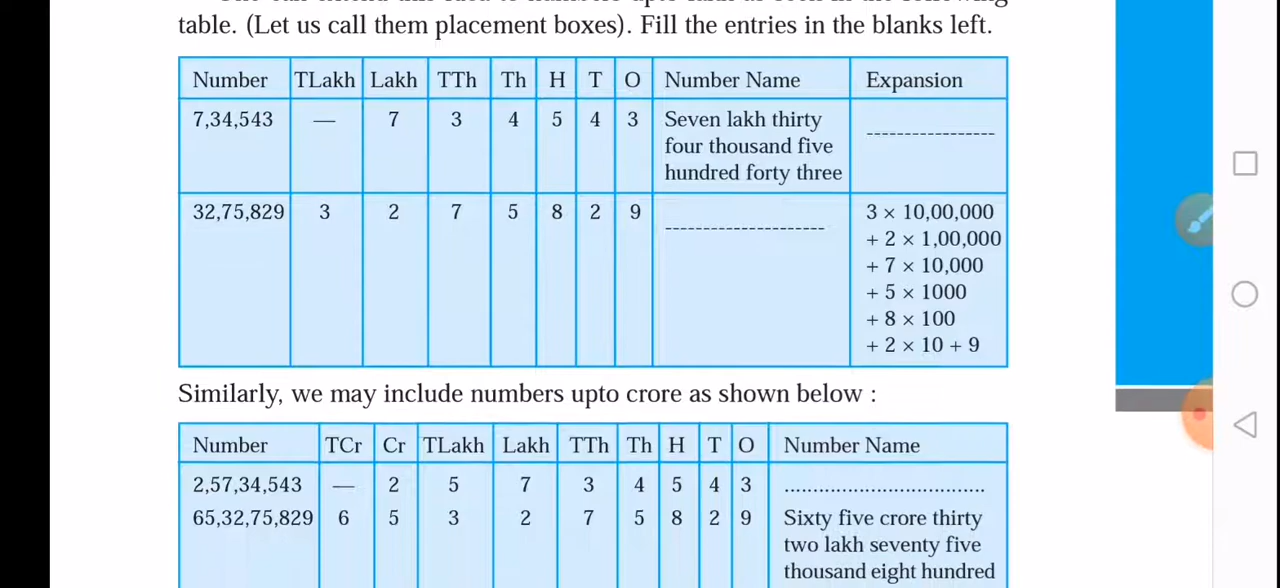 table. (Let us call them placement boxes). Fill the entries in the blanks left.
Number TLakh Lakh TTh Th H T O Number Name Expansion
7,34,543 — 7 3 4 5 4 3 Seven lakh thirty
four thousand five
hundred forty three
32,75,829 3 2 7 5 8 2 9 3 × 10,00,000
+ 2 × 1,00,000
+ 7 × 10,000
+ 5 × 1000
+ 8 × 100
+ 2 × 10 + 9
Similarly, we may include numbers upto crore as shown below :
Number TCr Cr TLakh Lakh TTh Th H T O Number Name
2,57,34,543 — 2 5 7 3 4 5 4 3
65,32,75,829 6 5 3 2 7 5 8 2 9 Sixty five crore thirty
two lakh seventy five
thousand eight hundred